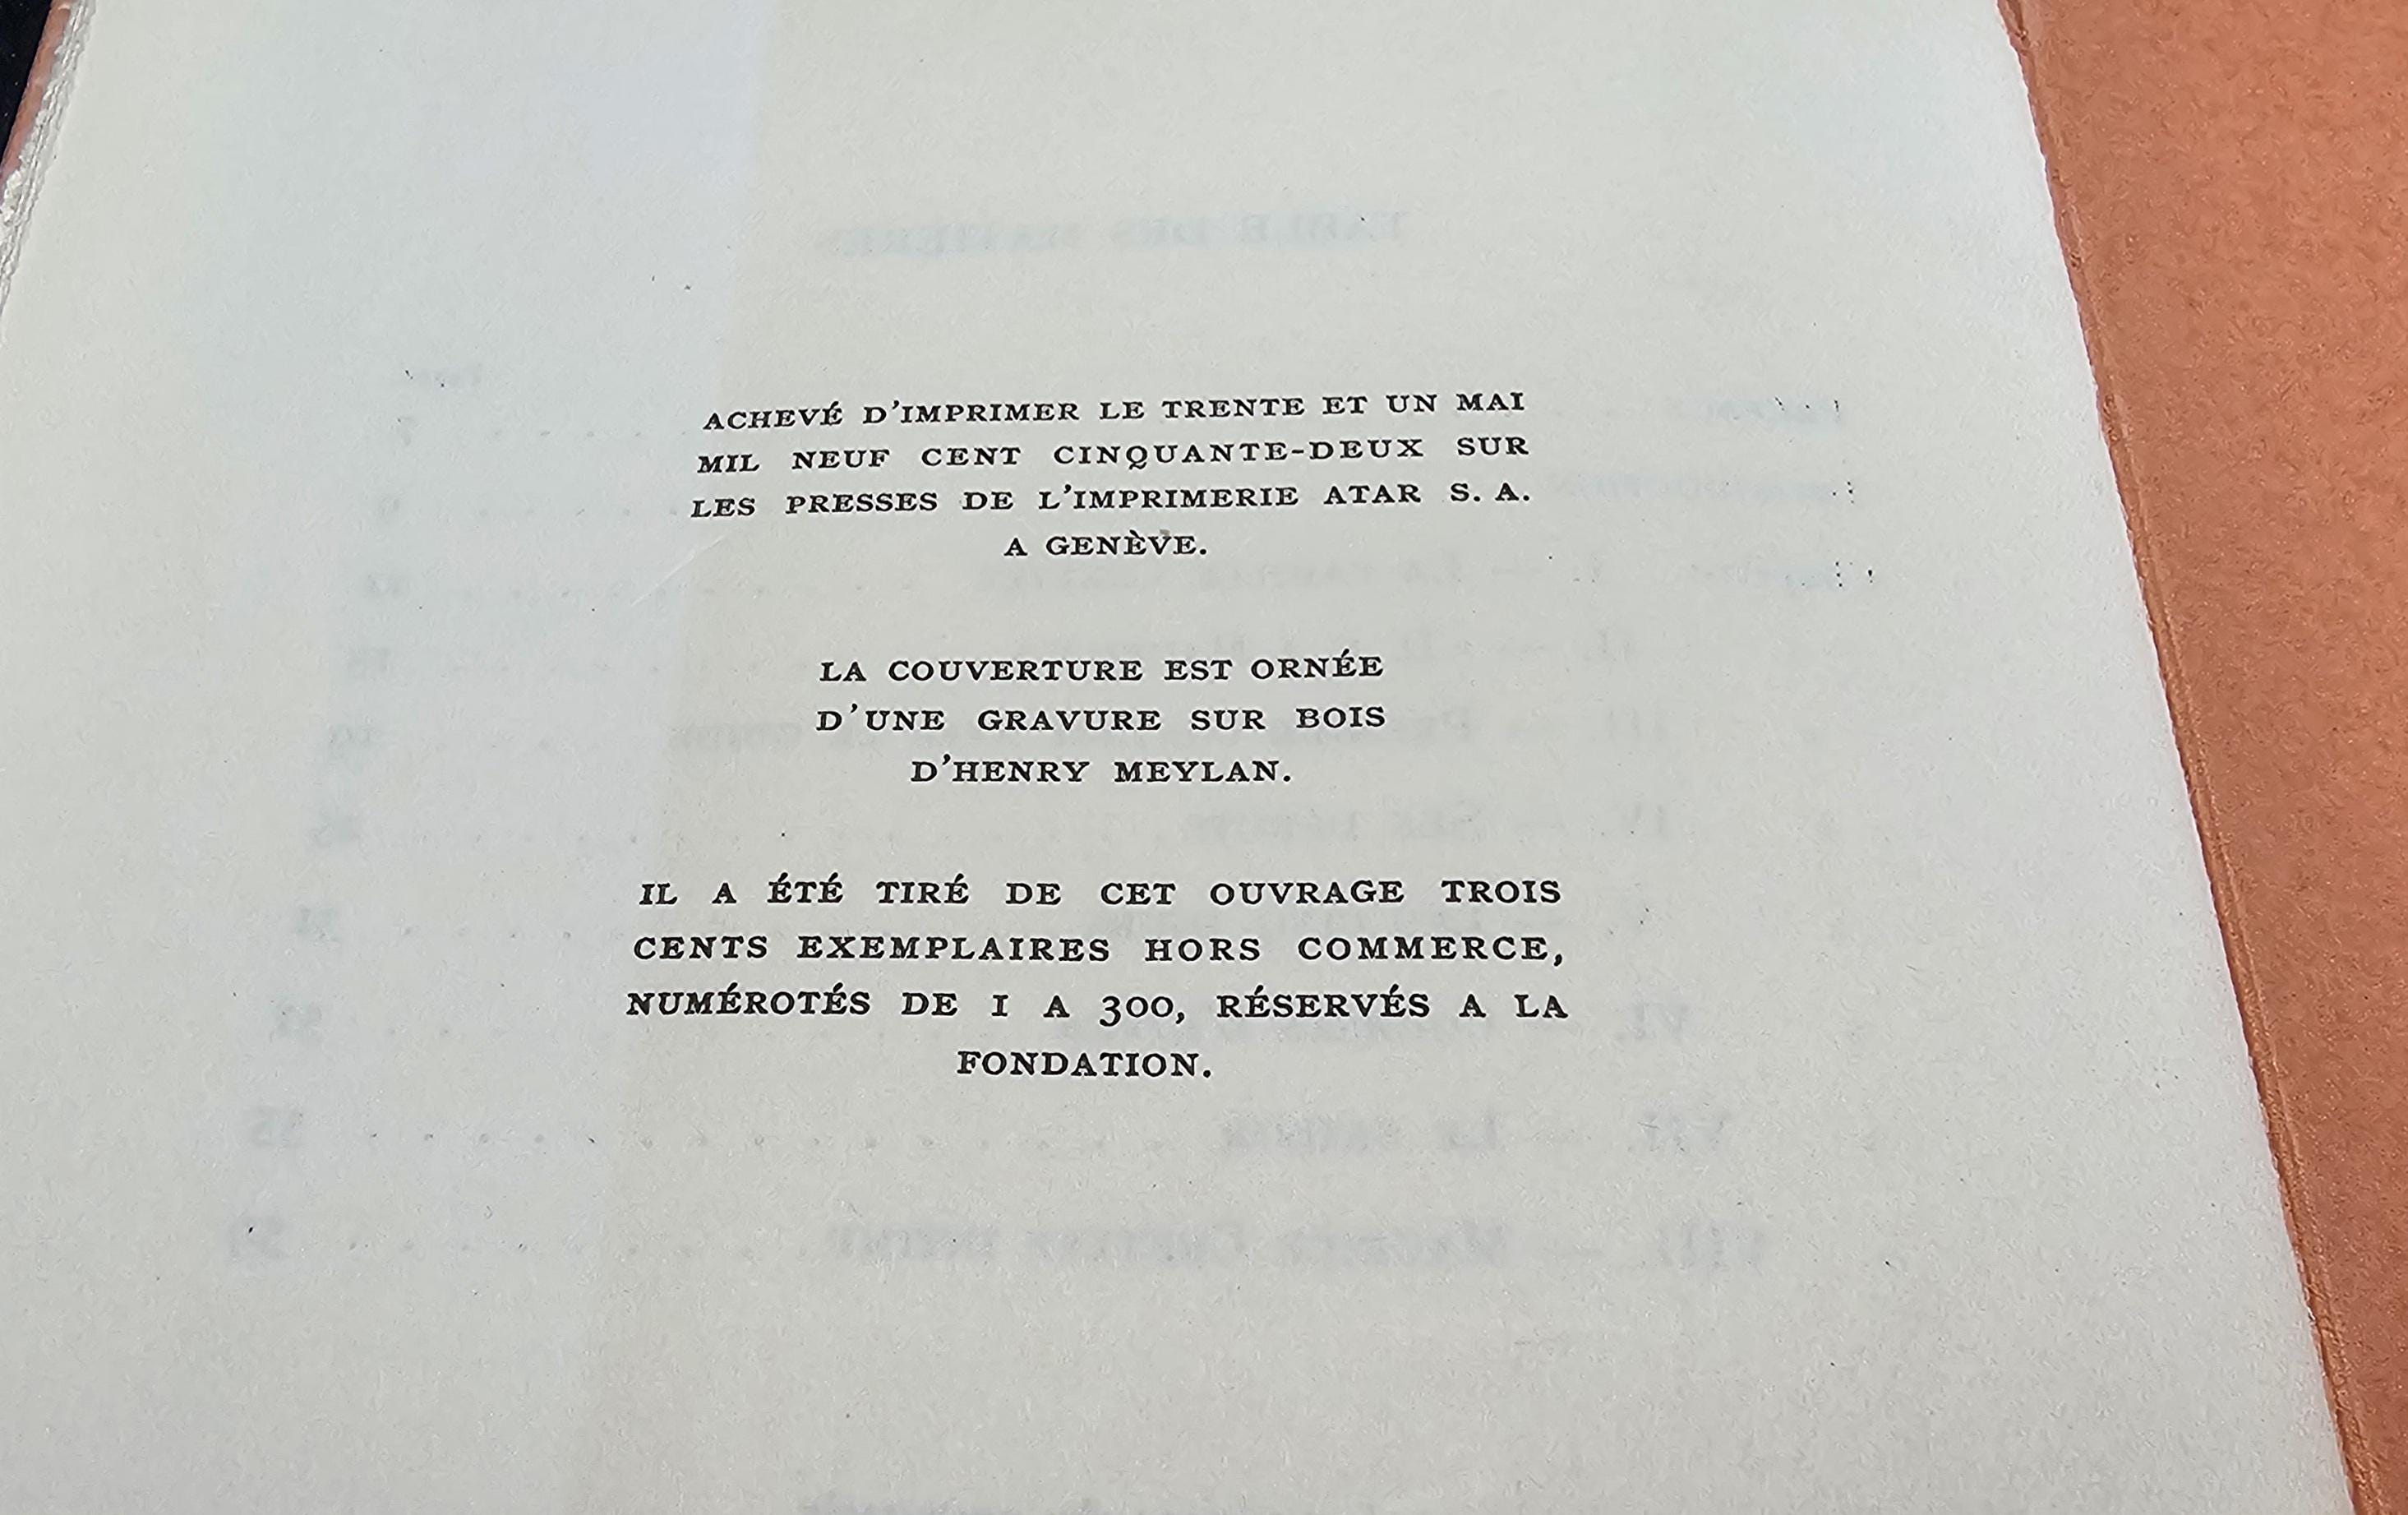 ACHEVÉ D'IMPRIMER LE TRENTE ET UN MAI
MIL NEUF CENT CINQUANTE-DEUX SUR
LES PRESSES DE L'IMPRIMERIE ATAR S. A.
A GENÈVE.
LA COUVERTURE EST ORNÉE
D'UNE GRAVURE SUR BOIS
D'HENRY MEYLAN.
IL A ÉTÉ TIRÉ DE CET OUVRAGE TROIS
CENTS EXEMPLAIRES HORS COMMERCE,
NUMÉROTÉS DE I A 300, RÉSERVÉS A LA
FONDATION.